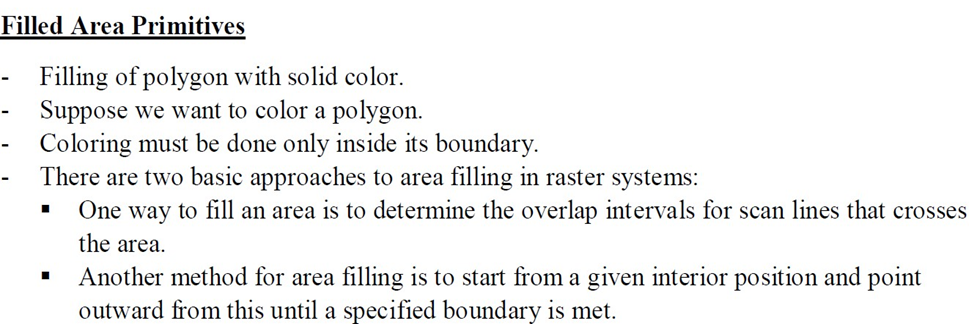 Filled Area Primitives
- Filling of polygon with solid color.
- Suppose we want to color a polygon.
- Coloring must be done only inside its boundary.
- There are two basic approaches to area filling in raster systems:
▪ One way to fill an area is to determine the overlap intervals for scan lines that crosses
the area.
▪ Another method for area filling is to start from a given interior position and point
outward from this until a specified boundary is met.